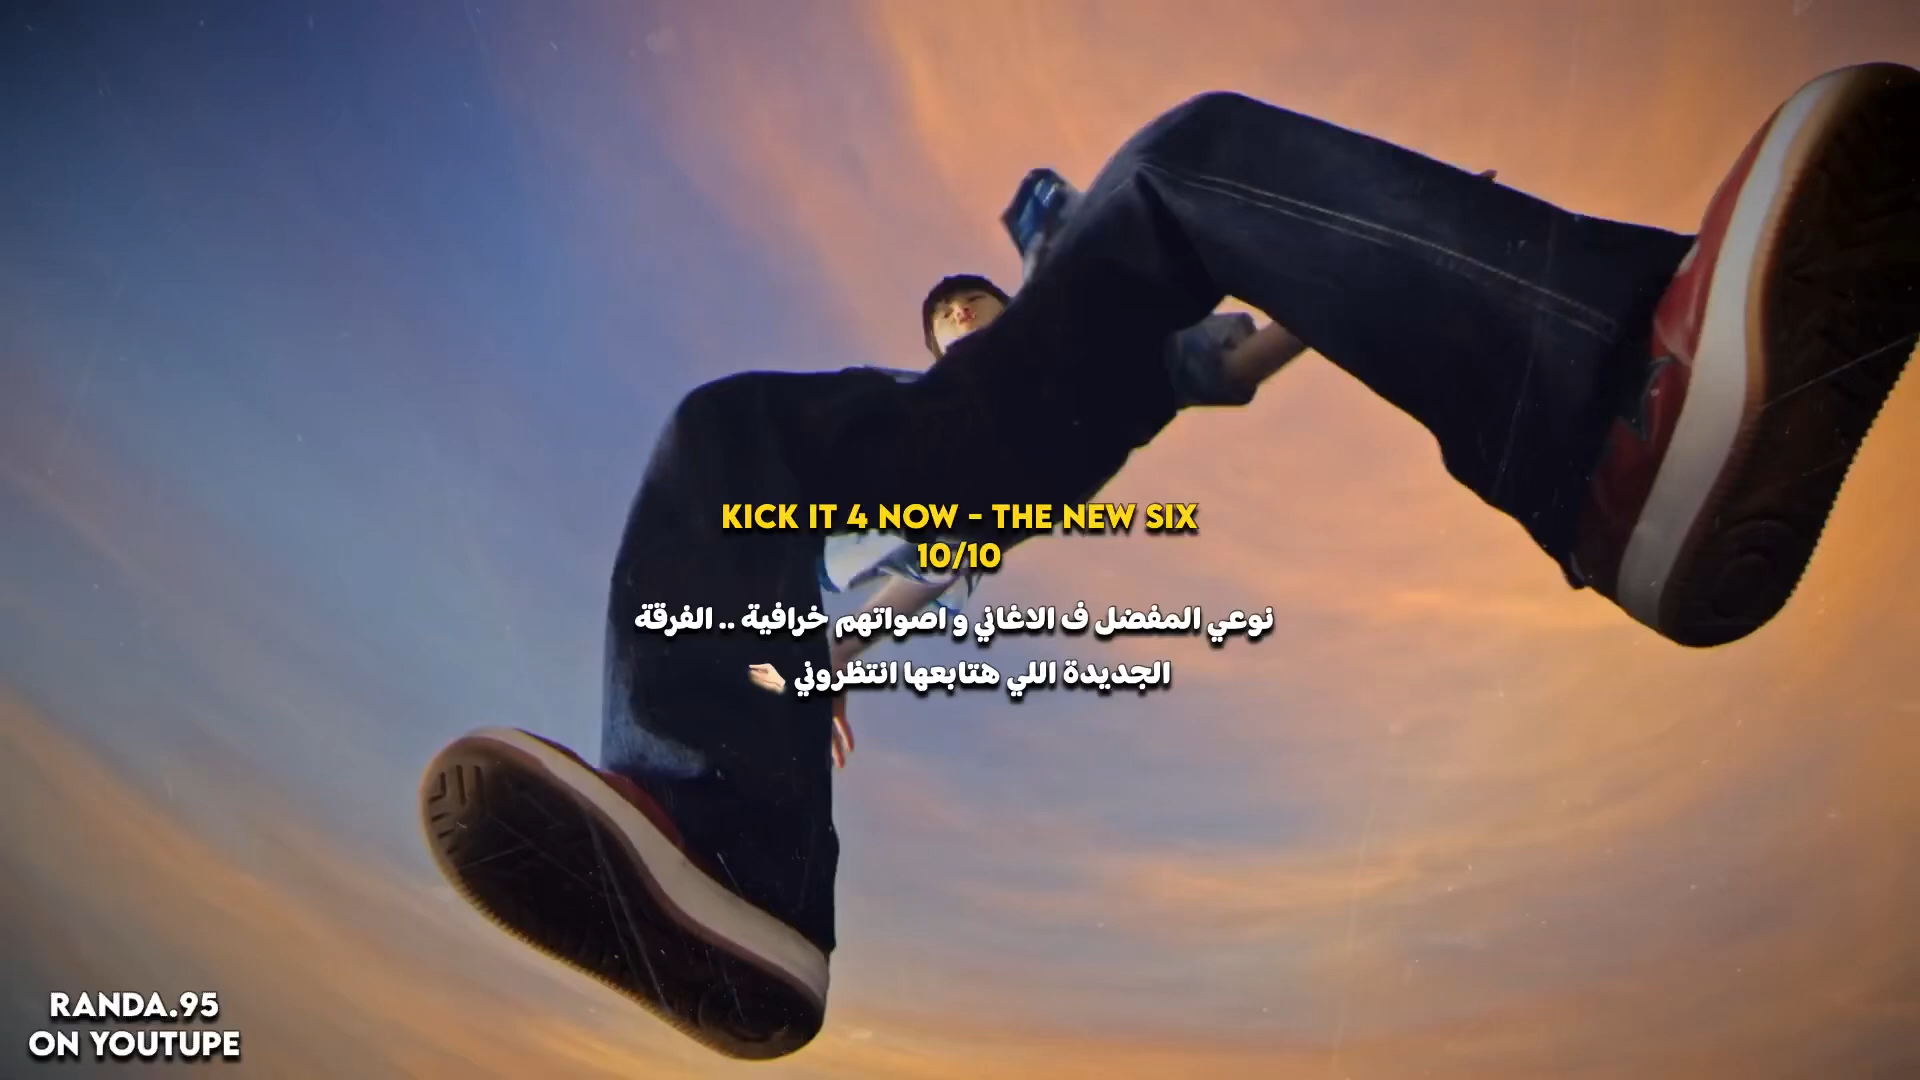 KICK IT 4 NOW - THE NEW SIX
10/10
نوعي المفضل ف الاغاني و اصواتهم خرافية .. الفرقة
الجديدة اللي هتابعها انتظروني 🤏🏻
RANDA.95
ON YOUTUPE